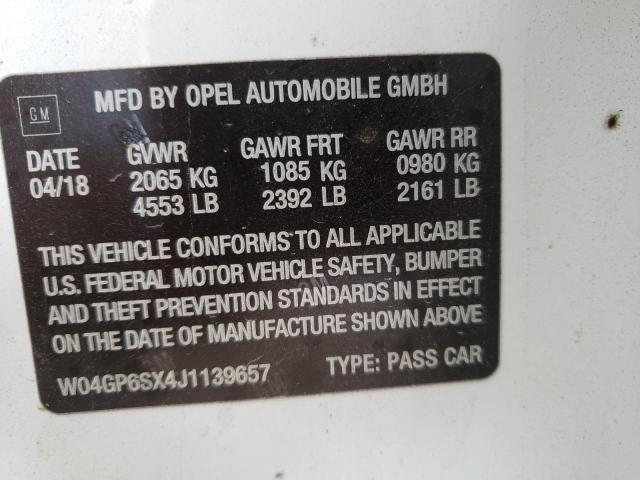 GM
MFD BY OPEL AUTOMOBILE GMBH
DATE GVWR GAWR FRT GAWR RR
04/18 2065 KG 1085 KG 0980 KG
4553 LB 2392 LB 2161 LB
THIS VEHICLE CONFORMS TO ALL APPLICABLE
U.S. FEDERAL MOTOR VEHICLE SAFETY, BUMPER
AND THEFT PREVENTION STANDARDS IN EFFECT
ON THE DATE OF MANUFACTURE SHOWN ABOVE
W04GP6SX4J1139657 TYPE: PASS CAR